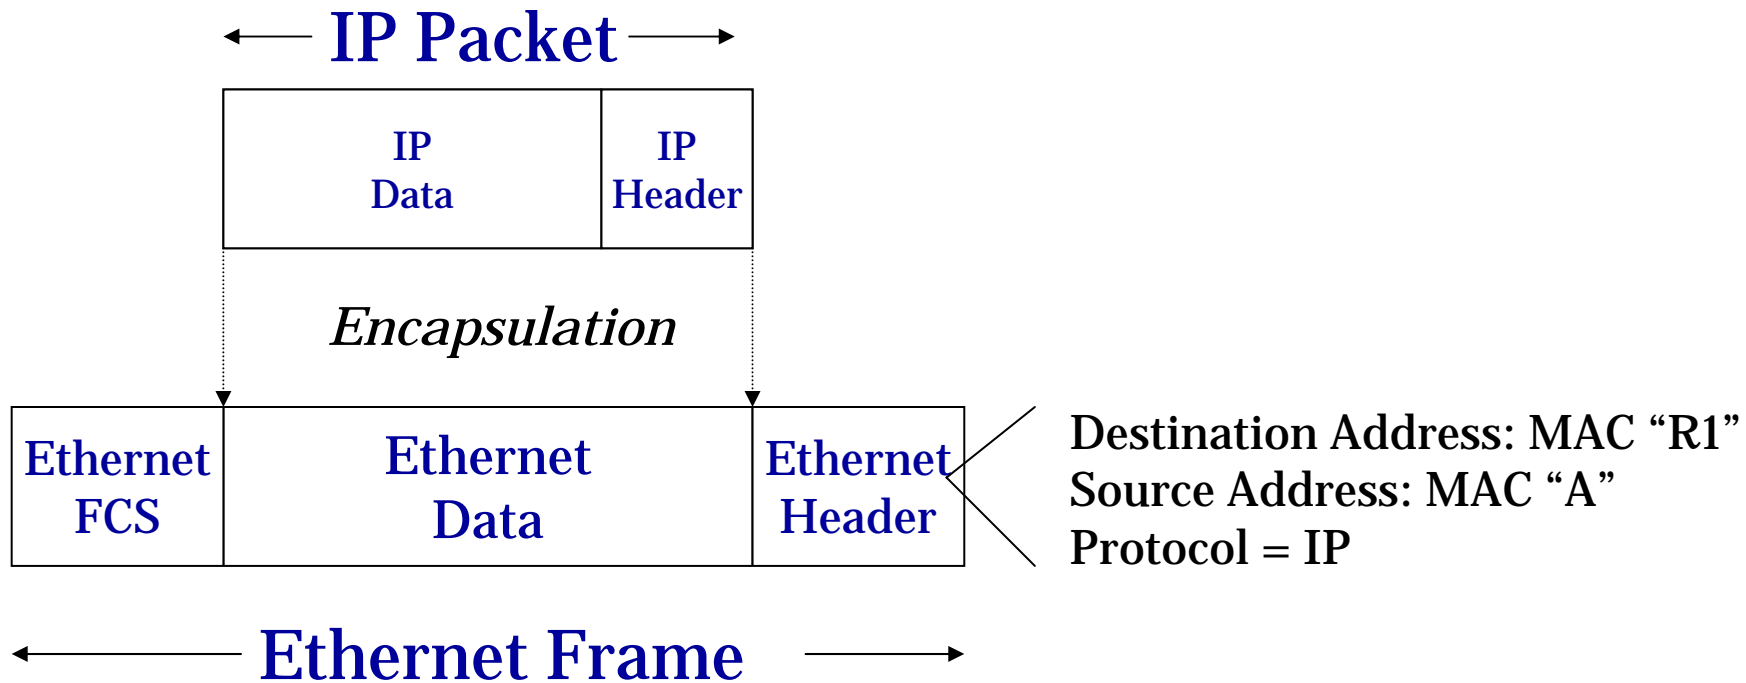 IP Packet
IP
Data
IP
Header
Encapsulation
Ethernet
FCS
Ethernet
Data
Ethernet
Header
Destination Address: MAC “R1”
Source Address: MAC “A”
Protocol = IP
Ethernet Frame